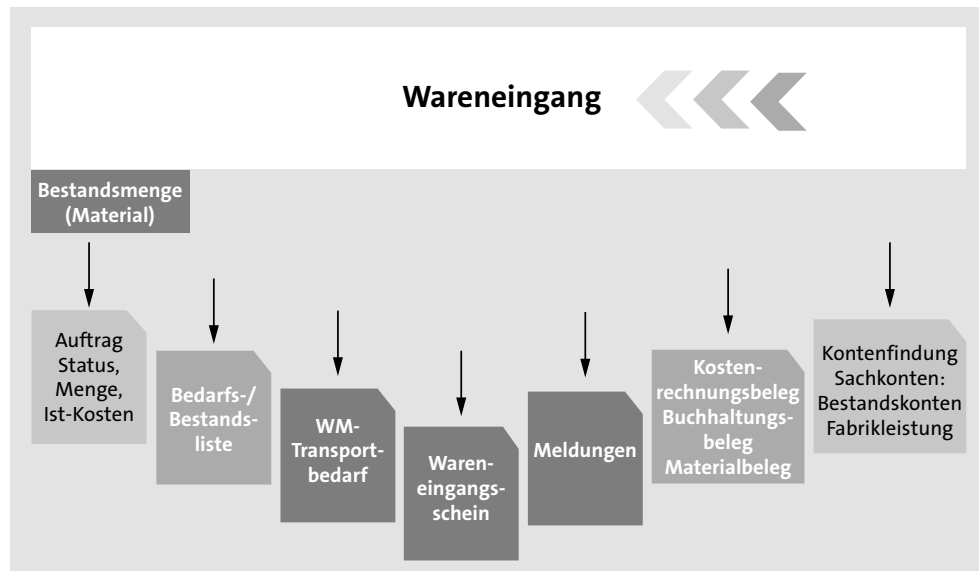 Wareneingang
Bestandsmenge
(Material)
Auftrag
Status,
Menge,
Ist-Kosten
Bedarfs-/
Bestands-
liste
WM-
Transport-
bedarf
Waren-
eingangs-
schein
Meldungen
Kosten-
rechnungsbeleg
Buchhaltungs-
beleg
Materialbeleg
Kontenfindung
Sachkonten:
Bestandskonten
Fabrikleistung